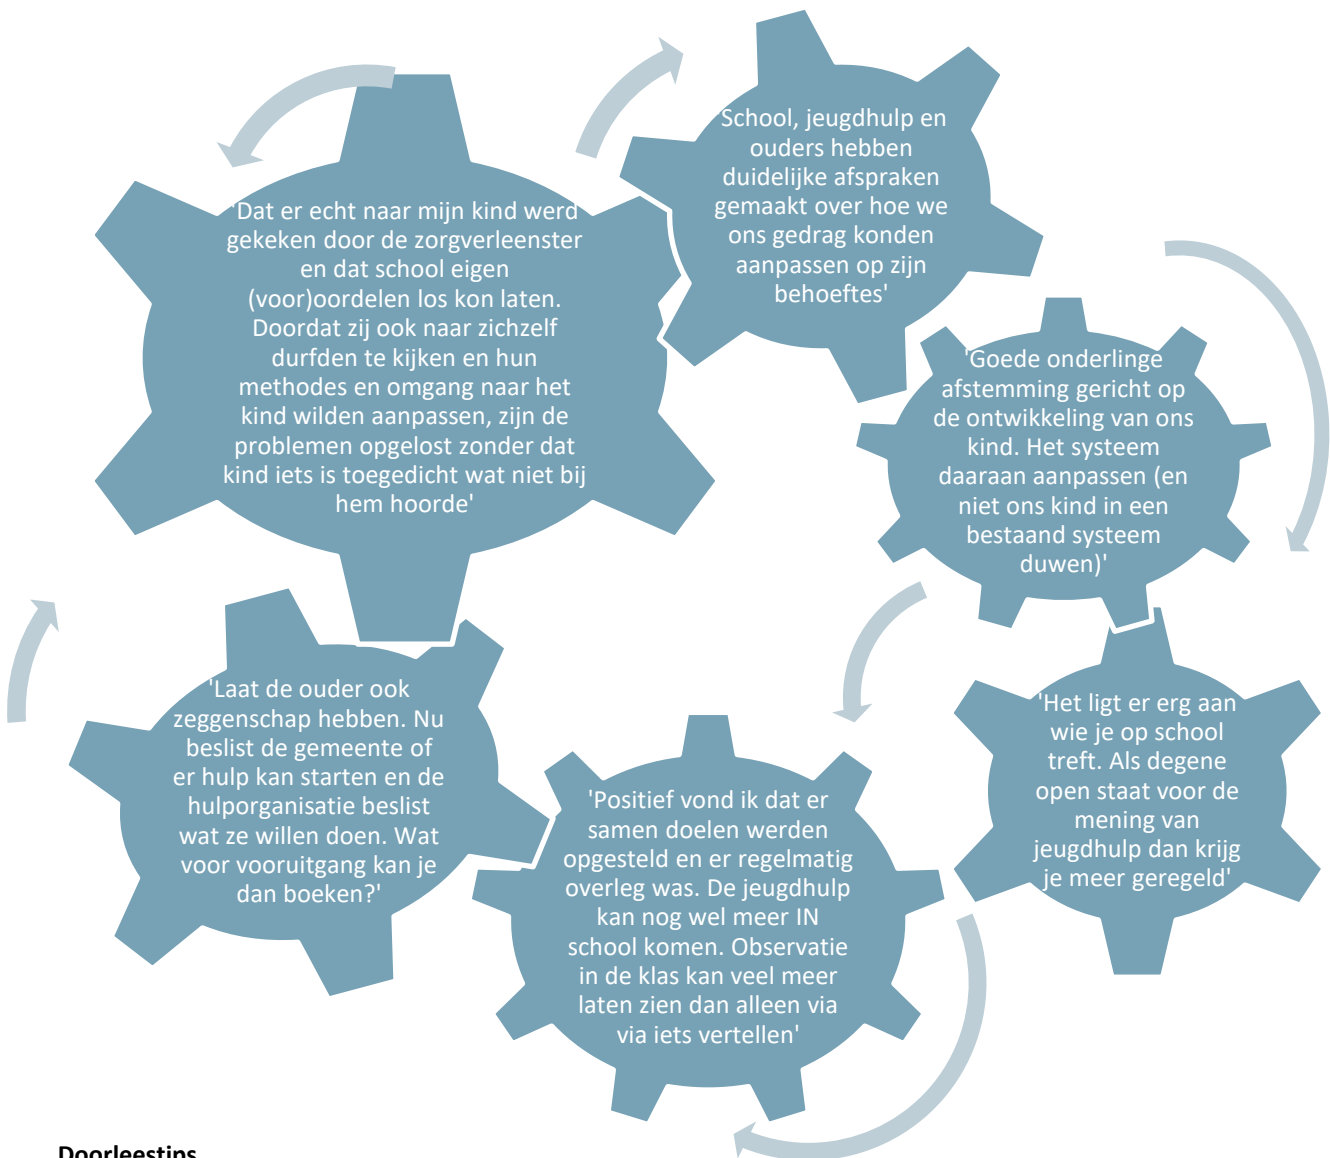 'Dat er echt naar mijn kind werd
gekeken door de zorgverleenster
en dat school eigen
(voor)oordelen los kon laten.
Doordat zij ook naar zichzelf
durfden te kijken en hun
methodes en omgang naar het
kind wilden aanpassen, zijn de
problemen opgelost zonder dat
kind iets is toegedicht wat niet bij
hem hoorde'
School, jeugdhulp en
ouders hebben
duidelijke afspraken
gemaakt over hoe we
ons gedrag konden
aanpassen op zijn
behoeftes'
'Goede onderlinge
afstemming gericht op
de ontwikkeling van ons
kind. Het systeem
daaraan aanpassen (en
niet ons kind in een
bestaand systeem
duwen)'
'Het ligt er erg aan
wie je op school
treft. Als degene
open staat voor de
mening van
jeugdhulp dan krijg
je meer geregeld'
'Positief vond ik dat er
samen doelen werden
opgesteld en er regelmatig
overleg was. De jeugdhulp
kan nog wel meer IN
school komen. Observatie
in de klas kan veel meer
laten zien dan alleen via
via iets vertellen'
'Laat de ouder ook
zeggenschap hebben. Nu
beslist de gemeente of
er hulp kan starten en de
hulporganisatie beslist
wat ze willen doen. Wat
voor vooruitgang kan je
dan boeken?'
Doorleestips